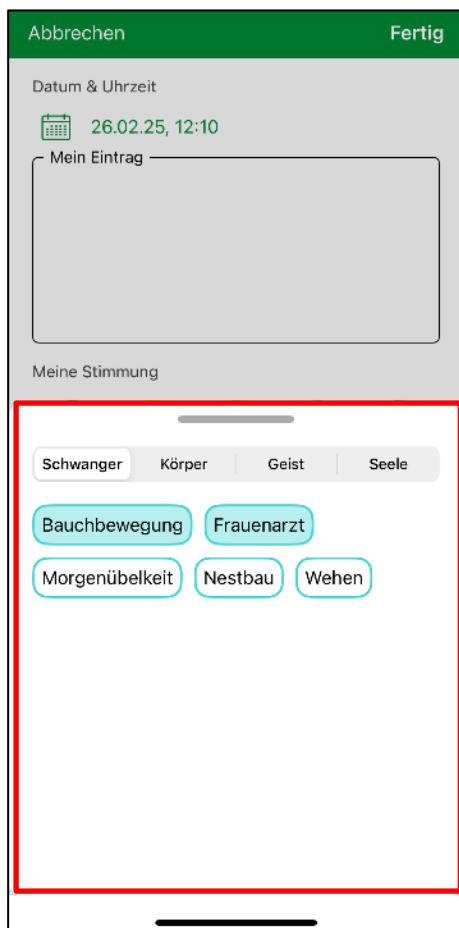 Abbrechen Fertig
Datum & Uhrzeit
26.02.25, 12:10
Mein Eintrag
Meine Stimmung
Schwanger Körper Geist Seele
Bauchbewegung Frauenarzt
Morgenübelkeit Nestbau Wehen